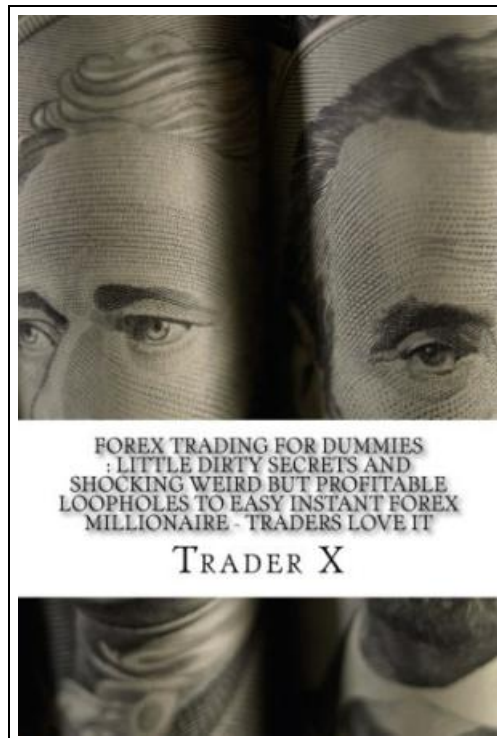 FOREX TRADING FOR DUMMIES
: LITTLE DIRTY SECRETS AND
SHOCKING WEIRD BUT PROFITABLE
LOOPHOLES TO EASY INSTANT FOREX
MILLIONAIRE - TRADERS LOVE IT
TRADER X